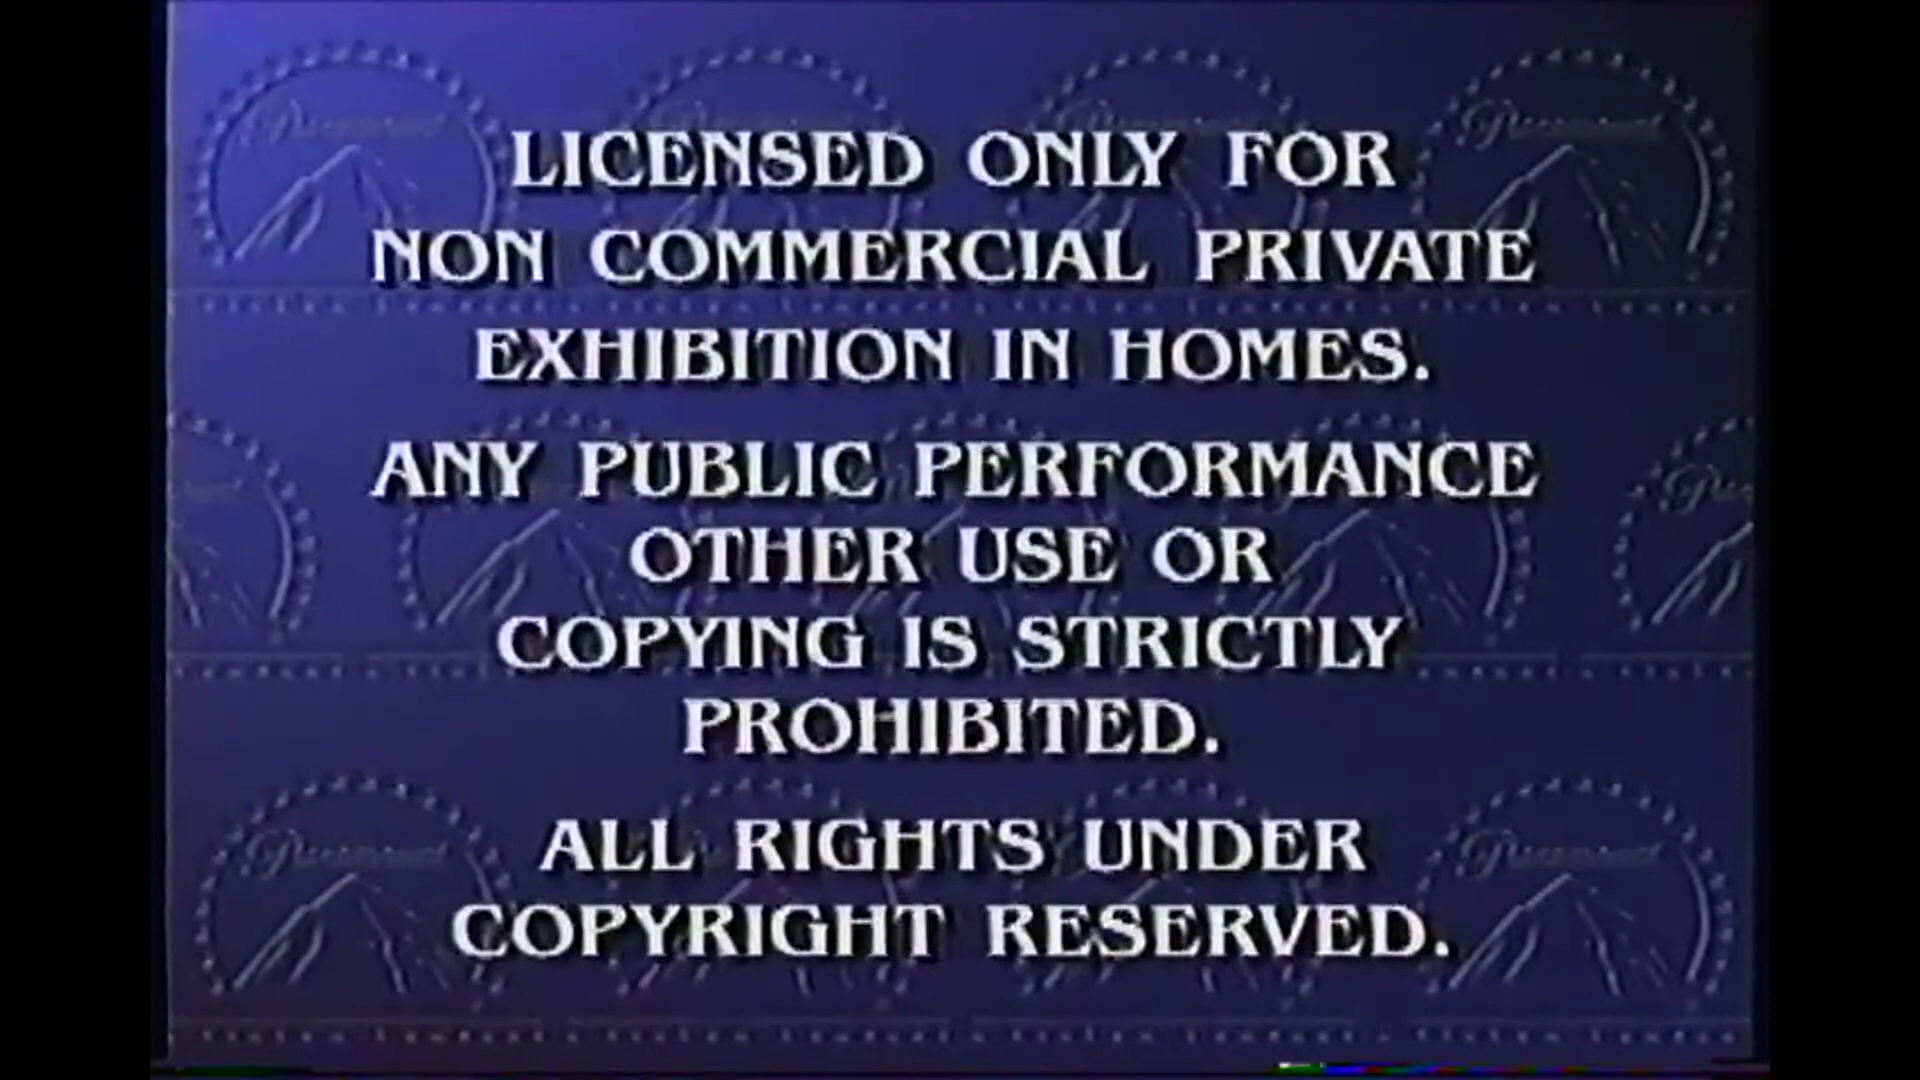 LICENSED ONLY FOR
NON COMMERCIAL PRIVATE
EXHIBITION IN HOMES.
ANY PUBLIC PERFORMANCE
OTHER USE OR
COPYING IS STRICTLY
PROHIBITED.
ALL RIGHTS UNDER
COPYRIGHT RESERVED.